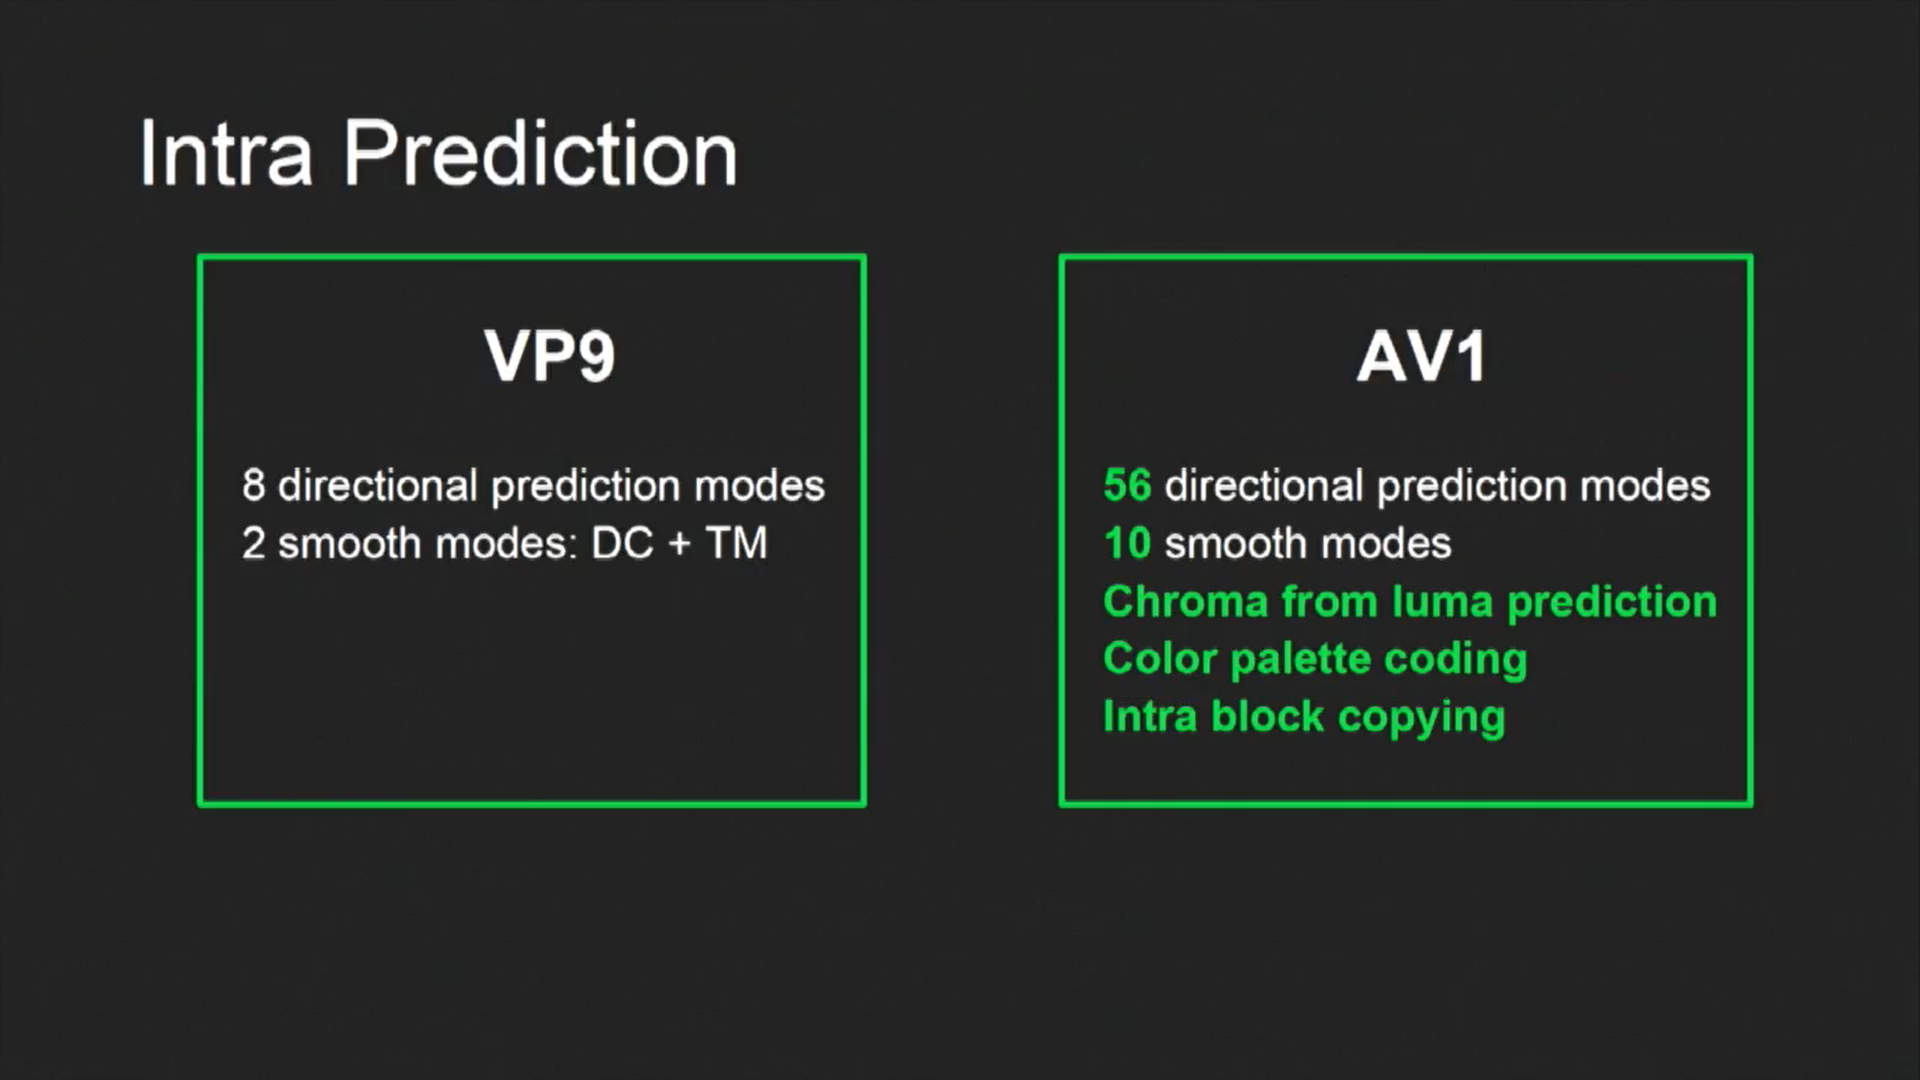 Intra Prediction
VP9
8 directional prediction modes
2 smooth modes: DC + TM
AV1
56 directional prediction modes
10 smooth modes
Chroma from luma prediction
Color palette coding
Intra block copying